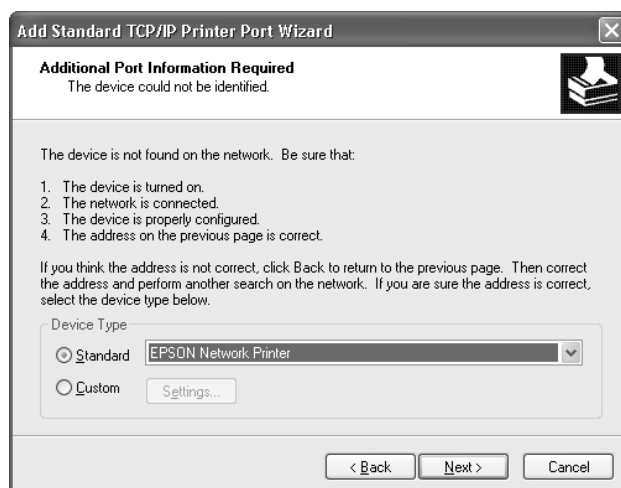 Add Standard TCP/IP Printer Port Wizard
Additional Port Information Required
The device could not be identified.
The device is not found on the network. Be sure that:
1. The device is turned on.
2. The network is connected.
3. The device is properly configured.
4. The address on the previous page is correct.
If you think the address is not correct, click Back to return to the previous page. Then correct
the address and perform another search on the network. If you are sure the address is correct,
select the device type below.
Device Type
Standard EPSON Network Printer
Custom Settings...
< Back Next > Cancel